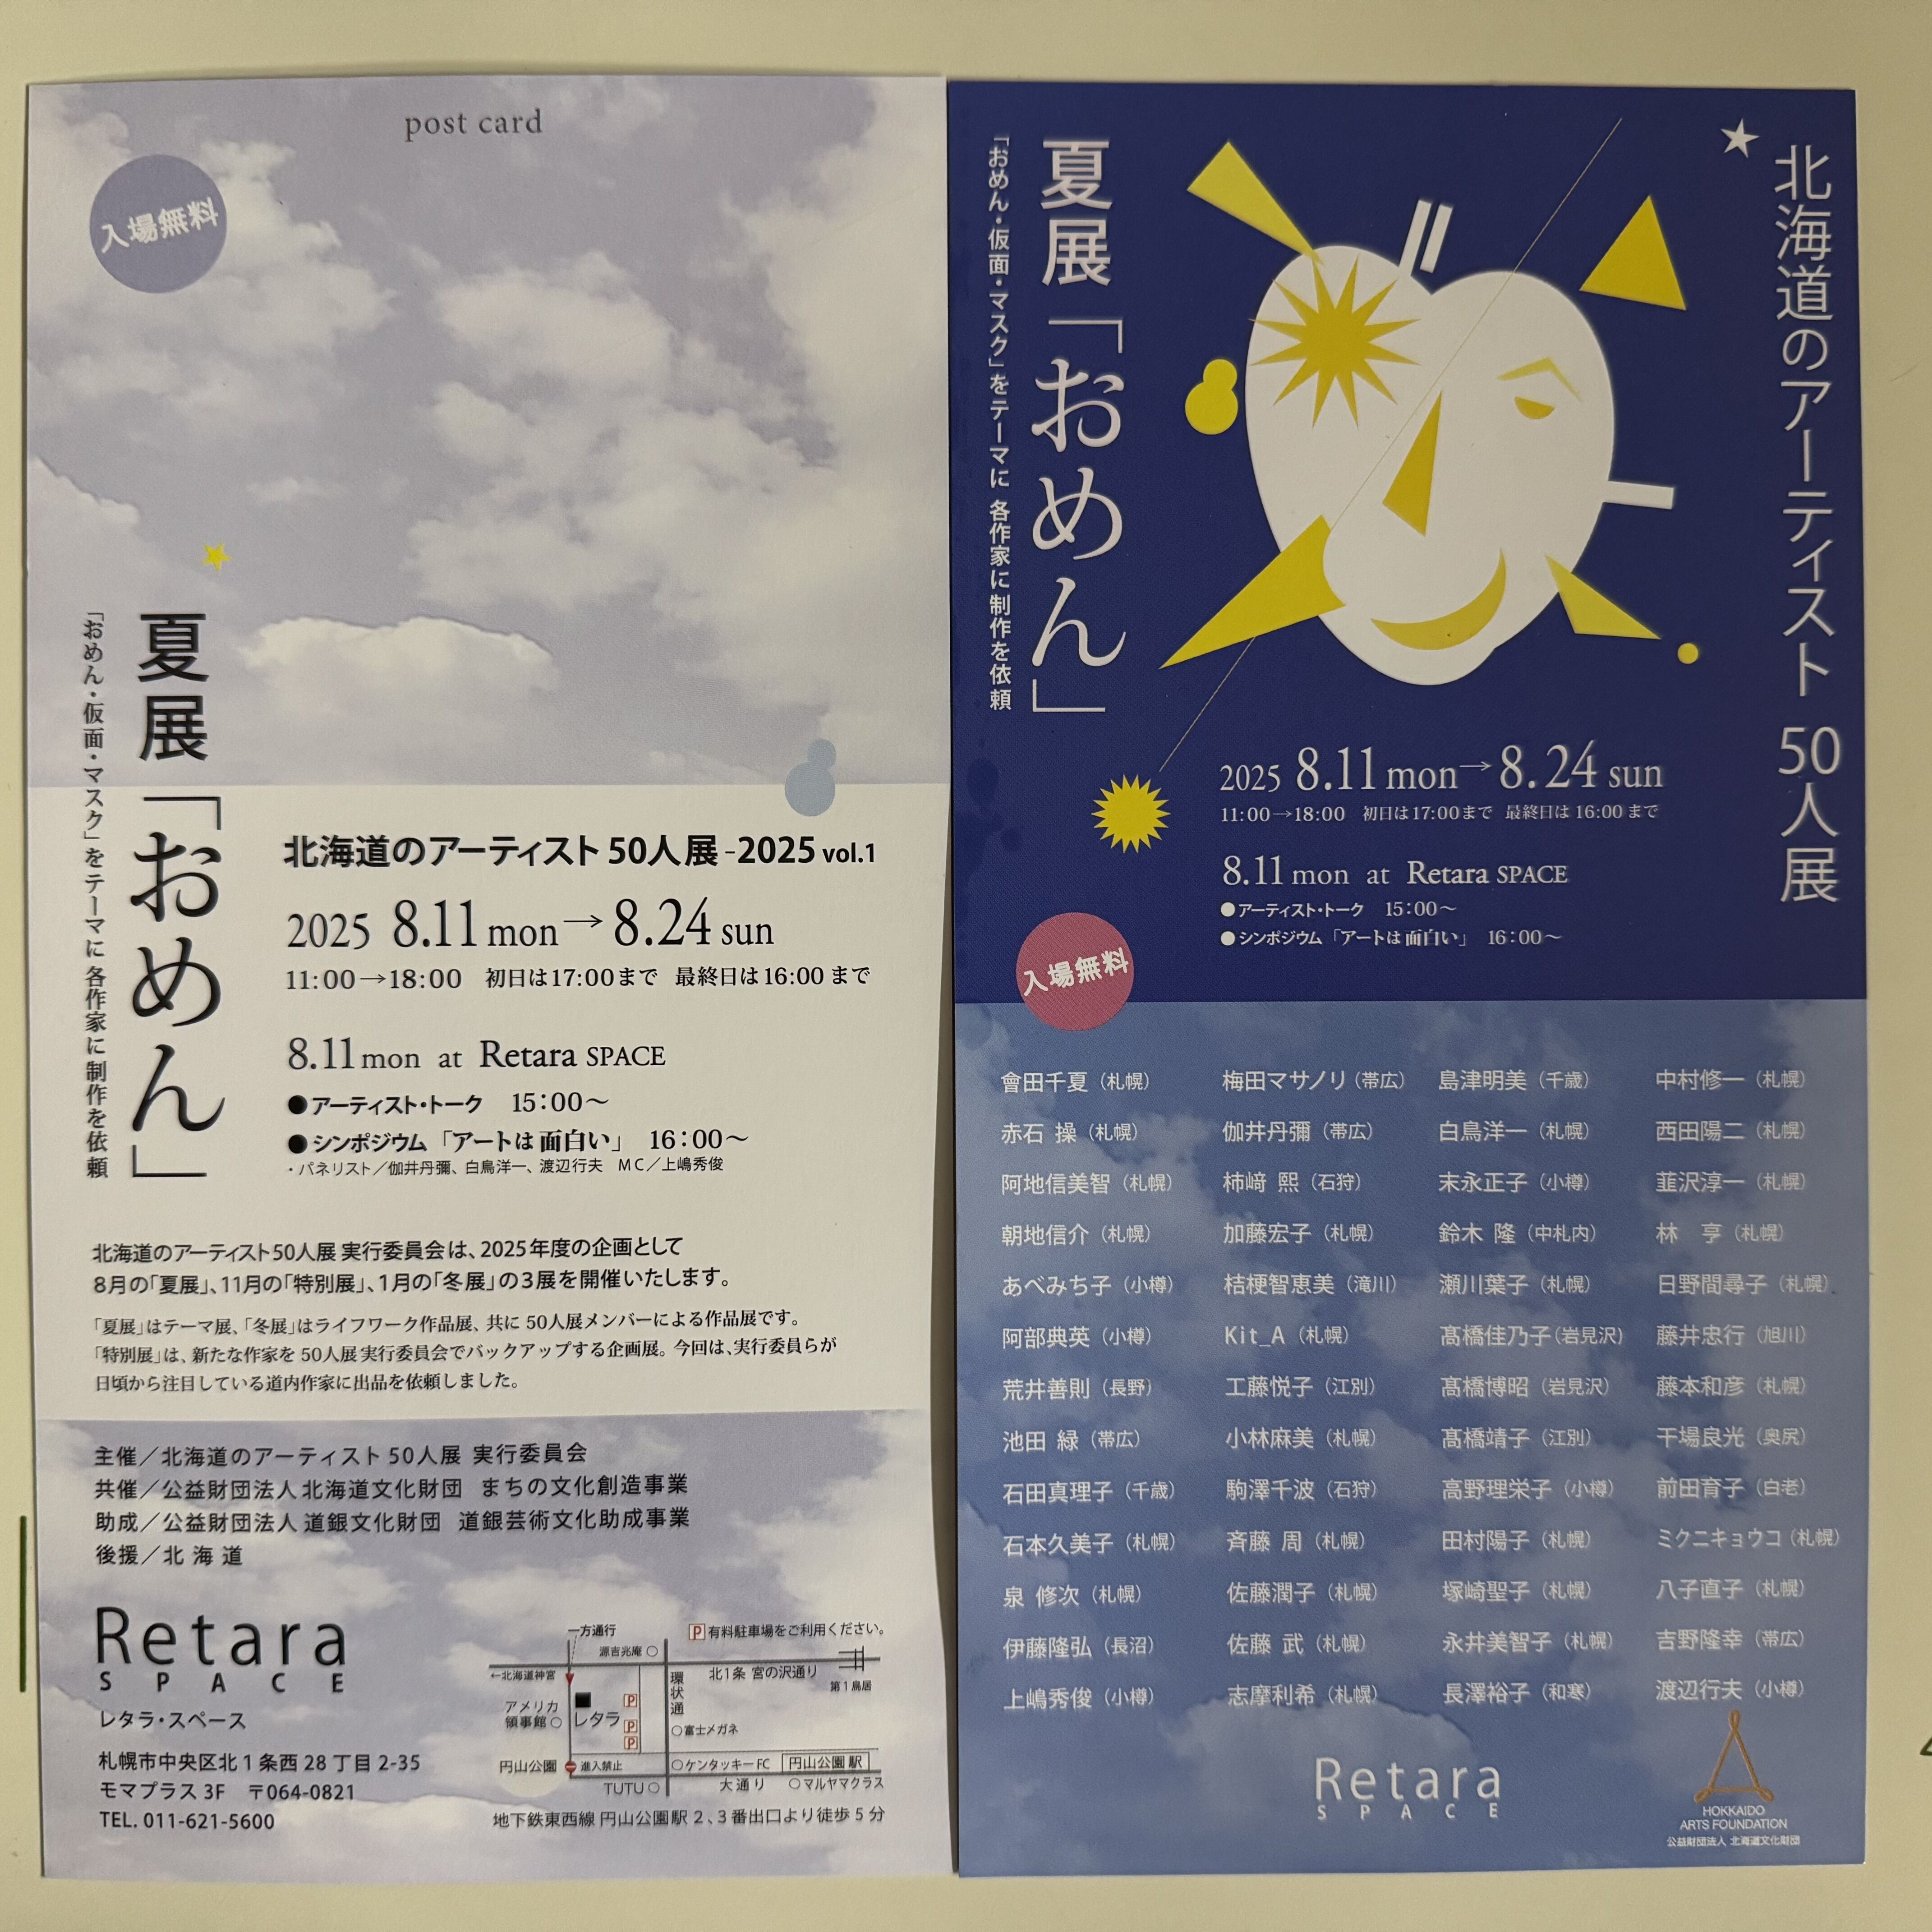 post card
入場無料
夏展「おめん」
「おめん・仮面・マスク」をテーマに 各作家に制作を依頼
北海道のアーティスト 50人展 -2025 vol.1
2025 8.11 mon→8.24 sun
11:00→18:00 初日は17:00まで 最終日は16:00まで
8.11 mon at Retara SPACE
●アーティスト・トーク 15:00〜
●シンポジウム「アートは面白い」 16:00〜
・パネリスト／伽井丹彌、白鳥洋一、渡辺行夫 MC／上嶋秀俊
北海道のアーティスト50人展 実行委員会は、2025年度の企画として
8月の「夏展」、11月の「特別展」、1月の「冬展」の3展を開催いたします。
「夏展」はテーマ展、「冬展」はライフワーク作品展、共に 50人展メンバーによる作品展です。
「特別展」は、新たな作家を 50人展 実行委員会でバックアップする企画展。今回は、実行委員らが
日頃から注目している道内作家に出品を依頼しました。
主催／北海道のアーティスト 50人展 実行委員会
共催／公益財団法人 北海道文化財団 まちの文化創造事業
助成／公益財団法人 道銀文化財団 道銀芸術文化助成事業
後援／北 海 道
Retara
SPACE
レタラ・スペース
札幌市中央区北1条西28丁目2-35
モマプラス 3F 〒064-0821
TEL. 011-621-5600
一方通行
P 有料駐車場をご利用ください。
源吉兆庵
←北海道神宮
北1条 宮の沢通り
第1鳥居
環状通
アメリカ
領事館
レタラ
P
P
P
富士メガネ
円山公園
進入禁止
ケンタッキーFC
円山公園駅
TUTU
大通り
マルヤマクラス
地下鉄東西線 円山公園駅 2、3番出口より徒歩 5分
北海道のアーティスト 50人展
夏展「おめん」
「おめん・仮面・マスク」をテーマに 各作家に制作を依頼
2025 8.11 mon→8.24 sun
11:00→18:00 初日は17:00まで 最終日は16:00まで
8.11 mon at Retara SPACE
●アーティスト・トーク 15:00〜
●シンポジウム「アートは面白い」 16:00〜
入場無料
會田千夏（札幌）
赤石 操（札幌）
阿地信美智（札幌）
朝地信介（札幌）
あべみち子（小樽）
阿部典英（小樽）
荒井善則（長野）
池田 緑（帯広）
石田真理子（千歳）
石本久美子（札幌）
泉 修次（札幌）
伊藤隆弘（長沼）
上嶋秀俊（小樽）
梅田マサノリ（帯広）
伽井丹彌（帯広）
柿﨑 熙（石狩）
加藤宏子（札幌）
桔梗智恵美（滝川）
Kit_A（札幌）
工藤悦子（江別）
小林麻美（札幌）
駒澤千波（石狩）
斉藤 周（札幌）
佐藤潤子（札幌）
佐藤 武（札幌）
志摩利希（札幌）
島津明美（千歳）
白鳥洋一（札幌）
末永正子（小樽）
鈴木 隆（中札内）
瀬川葉子（札幌）
髙橋佳乃子（岩見沢）
髙橋博昭（岩見沢）
髙橋靖子（江別）
高野理栄子（小樽）
田村陽子（札幌）
塚崎聖子（札幌）
永井美智子（札幌）
長澤裕子（和寒）
中村修一（札幌）
西田陽二（札幌）
韮沢淳一（札幌）
林 亨（札幌）
日野間尋子（札幌）
藤井忠行（旭川）
藤本和彦（札幌）
干場良光（奥尻）
前田育子（白老）
ミクニキョウコ（札幌）
八子直子（札幌）
吉野隆幸（帯広）
渡辺行夫（小樽）
Retara
SPACE
HOKKAIDO
ARTS FOUNDATION
公益財団法人 北海道文化財団